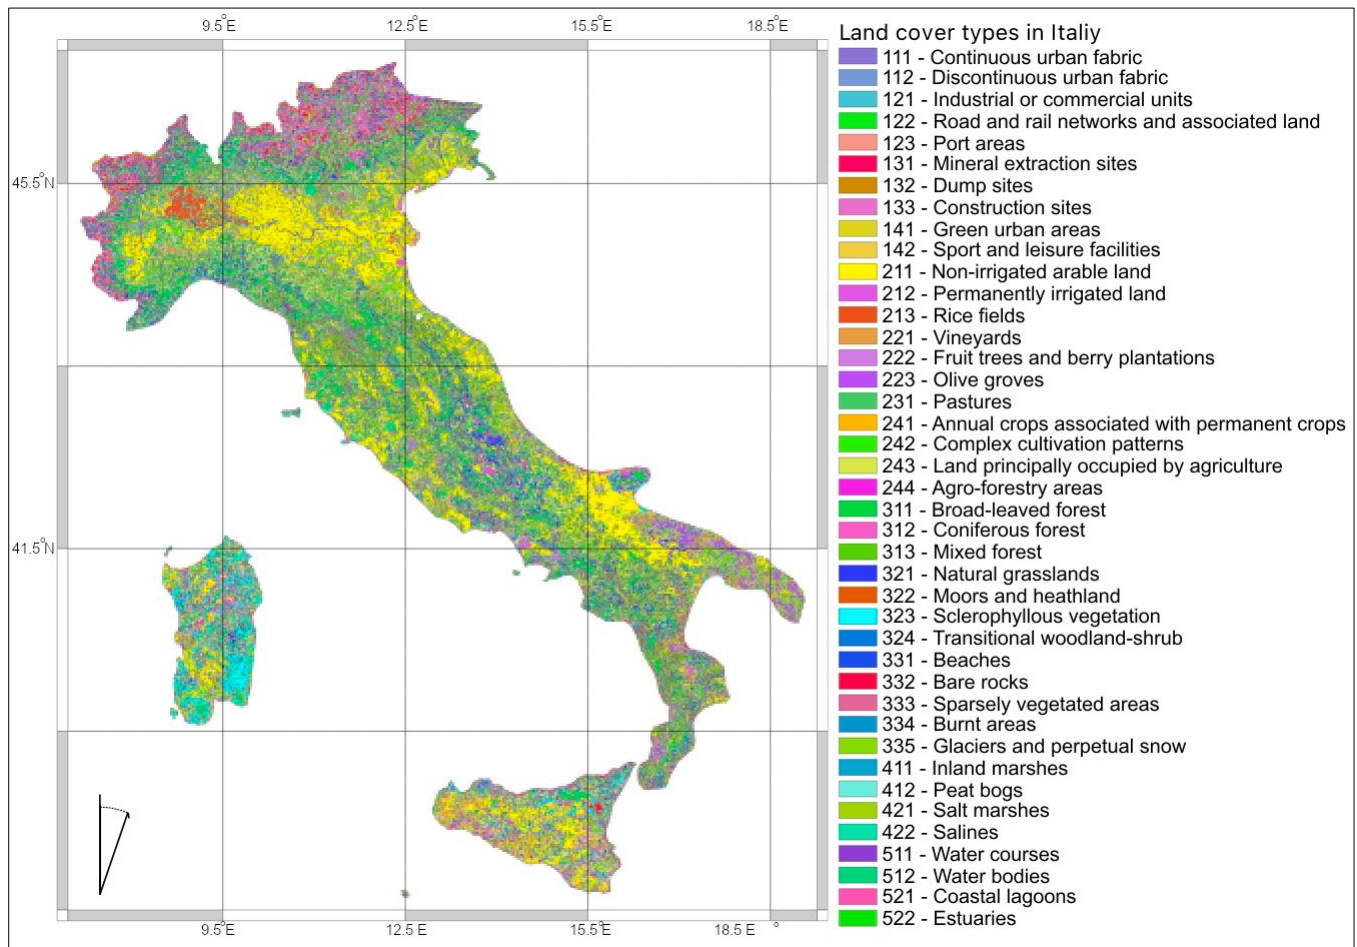 9.5°E 12.5°E 15.5°E 18.5°E
Land cover types in Italiy
111 - Continuous urban fabric
112 - Discontinuous urban fabric
121 - Industrial or commercial units
122 - Road and rail networks and associated land
123 - Port areas
131 - Mineral extraction sites
132 - Dump sites
133 - Construction sites
141 - Green urban areas
142 - Sport and leisure facilities
211 - Non-irrigated arable land
212 - Permanently irrigated land
213 - Rice fields
221 - Vineyards
222 - Fruit trees and berry plantations
223 - Olive groves
231 - Pastures
241 - Annual crops associated with permanent crops
242 - Complex cultivation patterns
243 - Land principally occupied by agriculture
244 - Agro-forestry areas
311 - Broad-leaved forest
312 - Coniferous forest
313 - Mixed forest
321 - Natural grasslands
322 - Moors and heathland
323 - Sclerophyllous vegetation
324 - Transitional woodland-shrub
331 - Beaches
332 - Bare rocks
333 - Sparsely vegetated areas
334 - Burnt areas
335 - Glaciers and perpetual snow
411 - Inland marshes
412 - Peat bogs
421 - Salt marshes
422 - Salines
511 - Water courses
512 - Water bodies
521 - Coastal lagoons
522 - Estuaries
45.5°N
41.5°N
9.5°E 12.5°E 15.5°E 18.5 E °